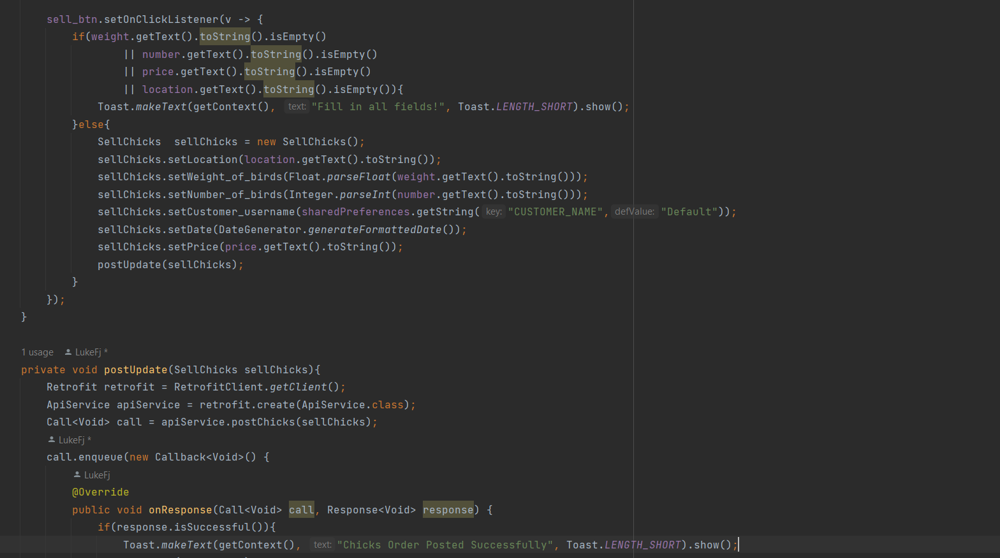 sell_btn.setOnClickListener(v -> {
if(weight.getText().toString().isEmpty()
|| number.getText().toString().isEmpty()
|| price.getText().toString().isEmpty()
|| location.getText().toString().isEmpty()){
Toast.makeText(getContext(), text: "Fill in all fields!", Toast.LENGTH_SHORT).show();
}else{
SellChicks  sellChicks = new SellChicks();
sellChicks.setLocation(location.getText().toString());
sellChicks.setWeight_of_birds(Float.parseFloat(weight.getText().toString()));
sellChicks.setNumber_of_birds(Integer.parseInt(number.getText().toString()));
sellChicks.setCustomer_username(sharedPreferences.getString( key: "CUSTOMER_NAME", defValue: "Default"));
sellChicks.setDate(DateGenerator.generateFormattedDate());
sellChicks.setPrice(price.getText().toString());
postUpdate(sellChicks);
}
});
}
1 usage LukeFj *
private void postUpdate(SellChicks sellChicks){
Retrofit retrofit = RetrofitClient.getClient();
ApiService apiService = retrofit.create(ApiService.class);
Call<Void> call = apiService.postChicks(sellChicks);
LukeFj *
call.enqueue(new Callback<Void>() {
LukeFj
@Override
public void onResponse(Call<Void> call, Response<Void> response) {
if(response.isSuccessful()){
Toast.makeText(getContext(), text: "Chicks Order Posted Successfully", Toast.LENGTH_SHORT).show();